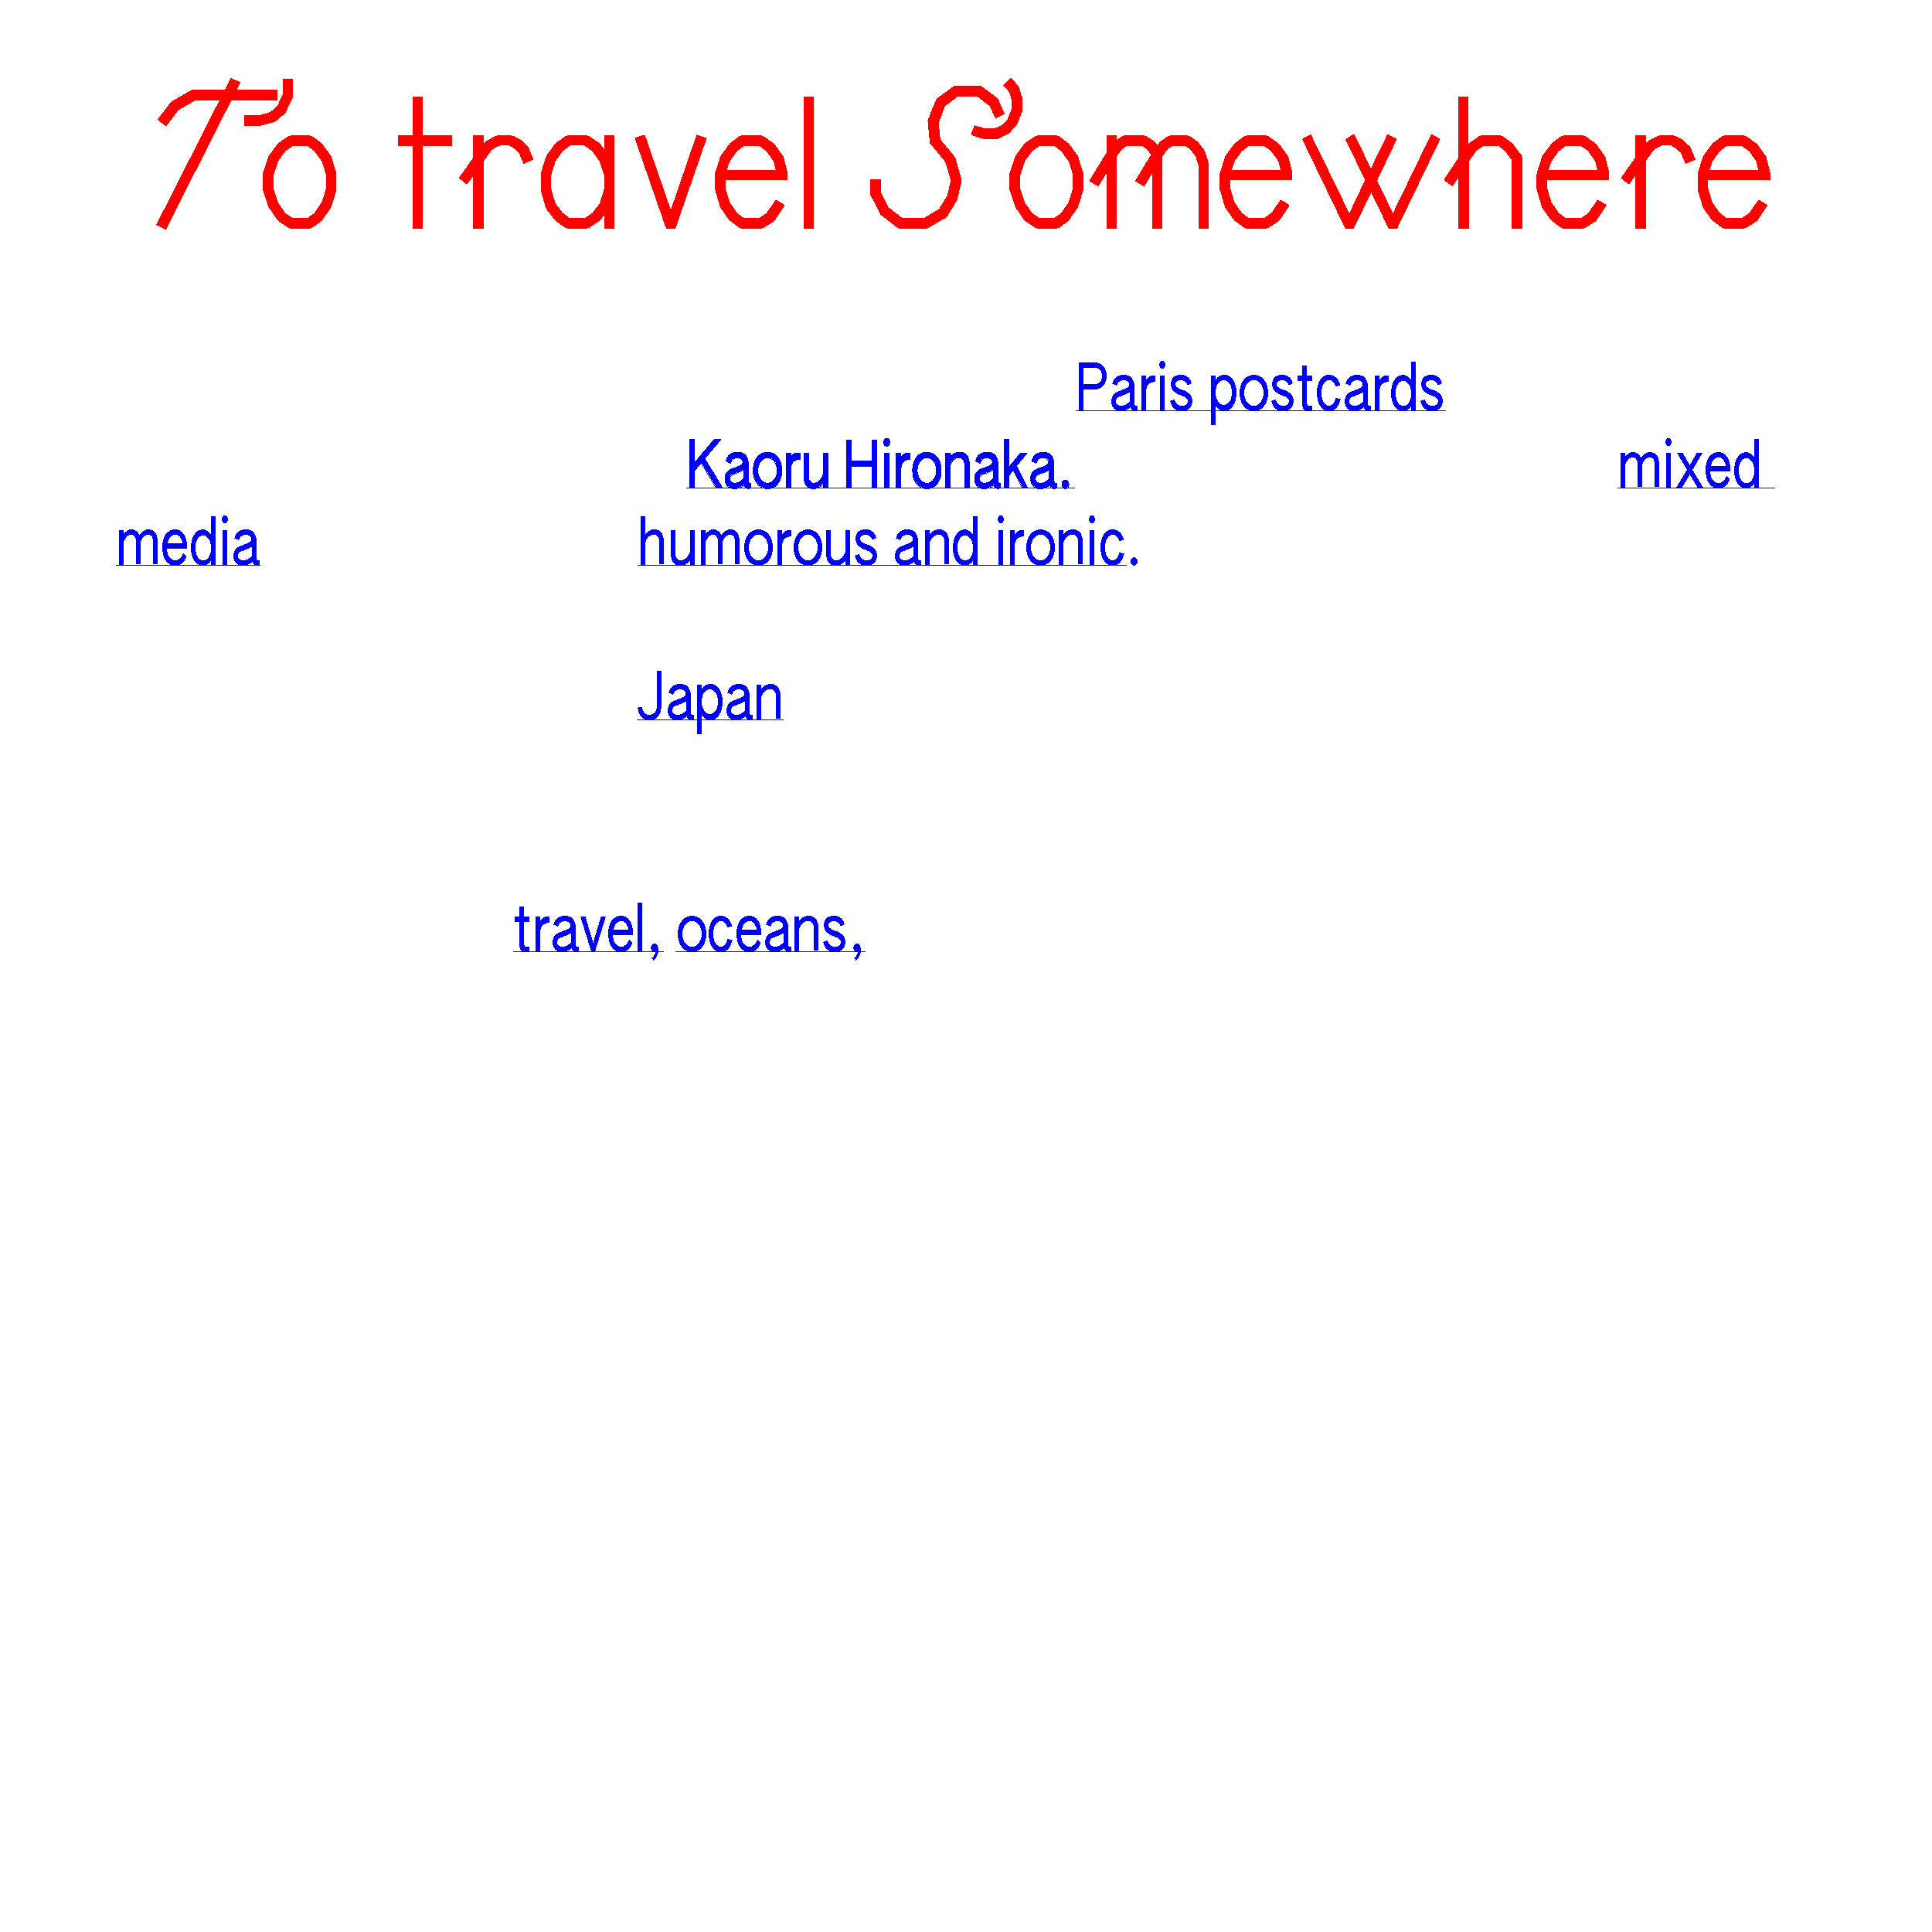 To travel Somewhere
Paris postcards
Kaoru Hironaka. mixed
media humorous and ironic.
Japan
travel, oceans,